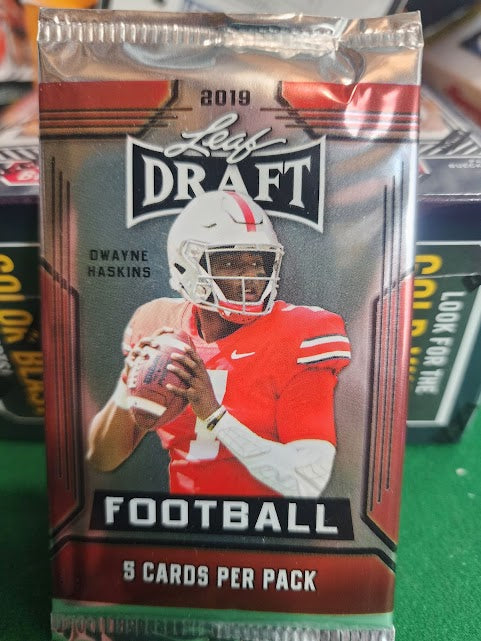 2019
Leaf
DRAFT
DWAYNE
HASKINS
FOOTBALL
5 CARDS PER PACK
LOOK FOR THE